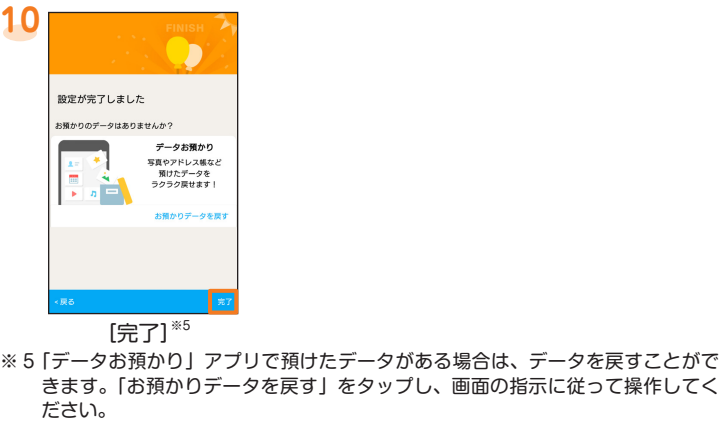 10
FINISH
設定が完了しました
お預かりのデータはありませんか？
データお預かり
写真やアドレス帳など
預けたデータを
ラクラク戻せます！
お預かりデータを戻す
<戻る
完了
[完了]※5
※5「データお預かり」アプリで預けたデータがある場合は、データを戻すことがで
きます。「お預かりデータを戻す」をタップし、画面の指示に従って操作してく
ださい。